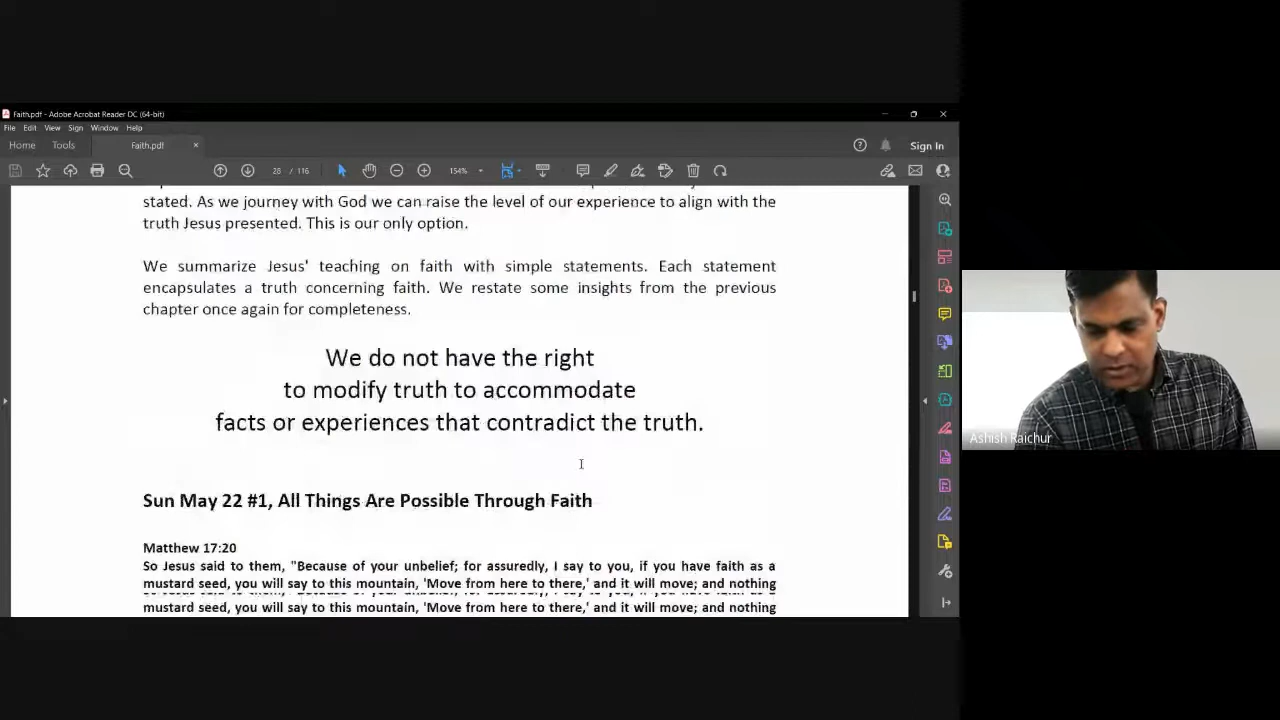 Faith.pdf - Adobe Acrobat Reader DC (64-bit)
File Edit View Sign Window Help
Home Tools Faith.pdf × Sign In
28 / 116 154%
stated. As we journey with God we can raise the level of our experience to align with the
truth Jesus presented. This is our only option.
We summarize Jesus' teaching on faith with simple statements. Each statement
encapsulates a truth concerning faith. We restate some insights from the previous
chapter once again for completeness.
We do not have the right
to modify truth to accommodate
facts or experiences that contradict the truth.
Sun May 22 #1, All Things Are Possible Through Faith
Matthew 17:20
So Jesus said to them, "Because of your unbelief; for assuredly, I say to you, if you have faith as a
mustard seed, you will say to this mountain, 'Move from here to there,' and it will move; and nothing
mustard seed, you will say to this mountain, 'Move from here to there,' and it will move; and nothing
Ashish Raichur